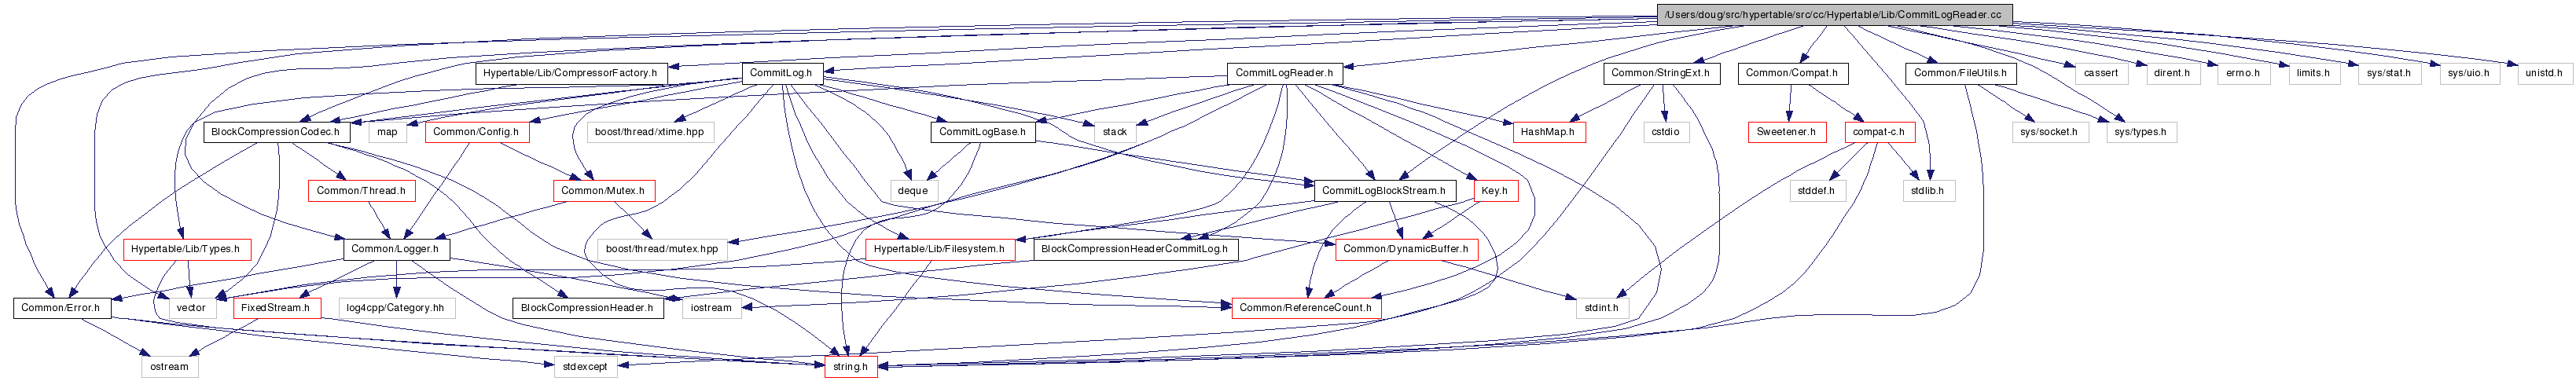 /Users/doug/src/hypertable/src/cc/Hypertable/Lib/CommitLogReader.cc
Hypertable/Lib/CompressorFactory.h
CommitLog.h
CommitLogReader.h
Common/StringExt.h
Common/Compat.h
Common/FileUtils.h
cassert
dirent.h
errno.h
limits.h
sys/stat.h
sys/uio.h
unistd.h
BlockCompressionCodec.h
map
Common/Config.h
boost/thread/xtime.hpp
CommitLogBase.h
stack
HashMap.h
cstdio
Sweetener.h
compat-c.h
sys/socket.h
sys/types.h
Common/Thread.h
Common/Mutex.h
deque
CommitLogBlockStream.h
Key.h
stddef.h
stdlib.h
Hypertable/Lib/Types.h
Common/Logger.h
boost/thread/mutex.hpp
Hypertable/Lib/Filesystem.h
BlockCompressionHeaderCommitLog.h
Common/DynamicBuffer.h
Common/Error.h
vector
FixedStream.h
log4cpp/Category.hh
BlockCompressionHeader.h
iostream
Common/ReferenceCount.h
stdint.h
ostream
stdexcept
string.h